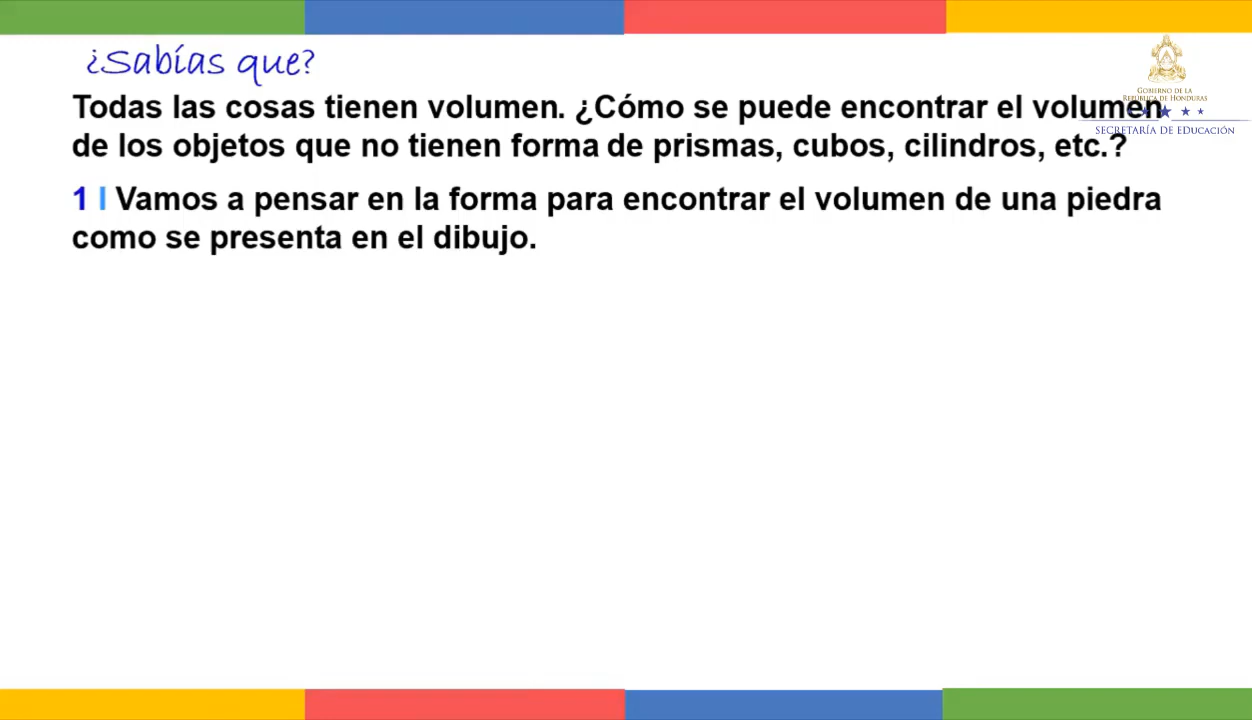 ¿Sabías que?
Todas las cosas tienen volumen. ¿Cómo se puede encontrar el volumen
de los objetos que no tienen forma de prismas, cubos, cilindros, etc.?
1 | Vamos a pensar en la forma para encontrar el volumen de una piedra
como se presenta en el dibujo.
GOBIERNO DE LA
REPÚBLICA DE HONDURAS
SECRETARÍA DE EDUCACIÓN